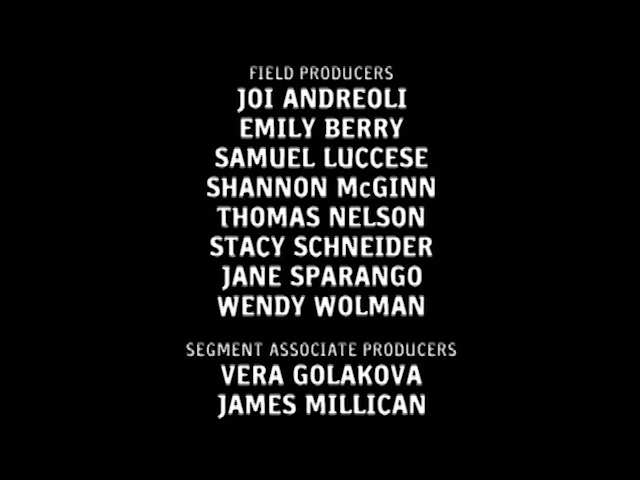 FIELD PRODUCERS
JOI ANDREOLI
EMILY BERRY
SAMUEL LUCCESE
SHANNON McGINN
THOMAS NELSON
STACY SCHNEIDER
JANE SPARANGO
WENDY WOLMAN
SEGMENT ASSOCIATE PRODUCERS
VERA GOLAKOVA
JAMES MILLICAN